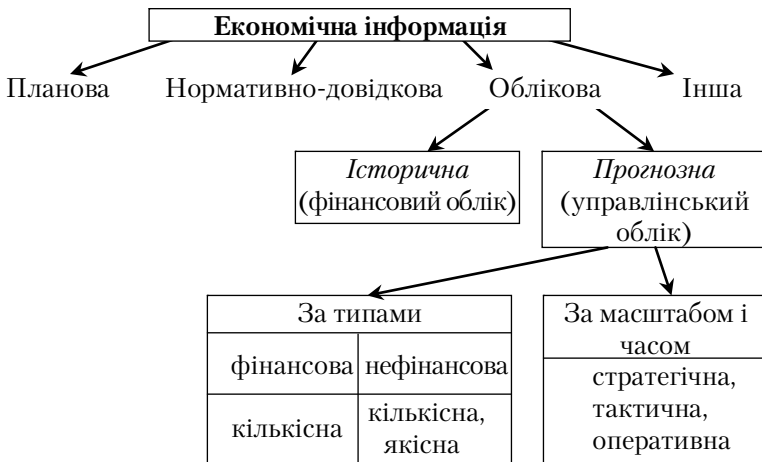 Економічна інформація
Планова
Нормативно-довідкова
Облікова
Інша
Історична
(фінансовий облік)
Прогнозна
(управлінський
облік)
За типами
фінансова
нефінансова
кількісна
кількісна,
якісна
За масштабом і
часом
стратегічна,
тактична,
оперативна